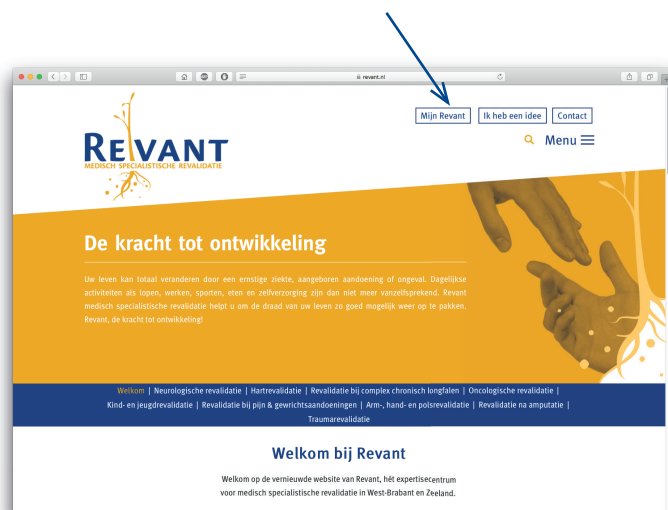 revant.nl
Mijn Revant
Ik heb een idee
Contact
Menu
REVANT
MEDISCH SPECIALISTISCHE REVALIDATIE
De kracht tot ontwikkeling
Uw leven kan totaal veranderen door een ernstige ziekte, aangeboren aandoening of ongeval. Dagelijkse
activiteiten als lopen, werken, sporten, eten en zelfverzorging zijn dan niet meer vanzelfsprekend. Revant
medisch specialistische revalidatie helpt u om de draad van uw leven zo goed mogelijk weer op te pakken.
Revant, de kracht tot ontwikkeling!
Welkom | Neurologische revalidatie | Hartrevalidatie | Revalidatie bij complex chronisch longfalen | Oncologische revalidatie |
Kind- en jeugdrevalidatie | Revalidatie bij pijn & gewrichtsaandoeningen | Arm-, hand- en polsrevalidatie | Revalidatie na amputatie |
Traumarevalidatie
Welkom bij Revant
Welkom op de vernieuwde website van Revant, hét expertisecentrum
voor medisch specialistische revalidatie in West-Brabant en Zeeland.